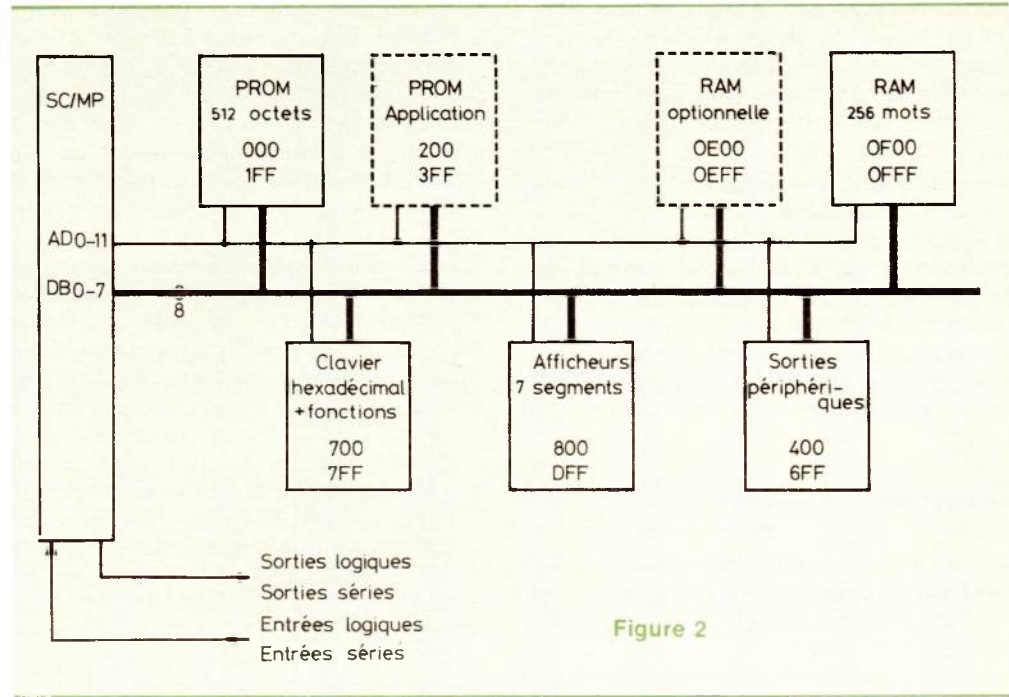 SC/MP
PROM
512 octets
000
1FF
PROM
Application
200
3FF
RAM
optionnelle
0E00
0EFF
RAM
256 mots
0F00
0FFF
AD0-11
DB0-7
8
Clavier
hexadécimal
+fonctions
700
7FF
Afficheurs
7 segments
800
DFF
Sorties
périphéri-
ques
400
6FF
Sorties logiques
Sorties séries
Entrées logiques
Entrées séries
Figure 2